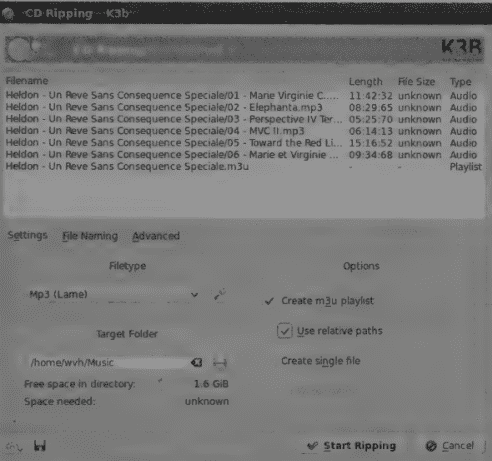 CD Ripping – K3b
CD Ripping
K3B
Filename Length File Size Type
Heldon - Un Reve Sans Consequence Speciale/01 - Marie Virginie C.... 11:42:32 unknown Audio
Heldon - Un Reve Sans Consequence Speciale/02 - Elephanta.mp3 08:29:65 unknown Audio
Heldon - Un Reve Sans Consequence Speciale/03 - Perspective IV Ter... 05:25:70 unknown Audio
Heldon - Un Reve Sans Consequence Speciale/04 - MVC II.mp3 06:14:13 unknown Audio
Heldon - Un Reve Sans Consequence Speciale/05 - Toward the Red Li... 15:16:52 unknown Audio
Heldon - Un Reve Sans Consequence Speciale/06 - Marie et Virginie ... 09:34:68 unknown Audio
Heldon - Un Reve Sans Consequence Speciale.m3u - - Playlist
Settings File Naming Advanced
Filetype Options
Mp3 (Lame) Create m3u playlist
Use relative paths
Target Folder
/home/wvh/Music Create single file
Free space in directory: 1.6 GiB
Space needed: unknown
Start Ripping Cancel